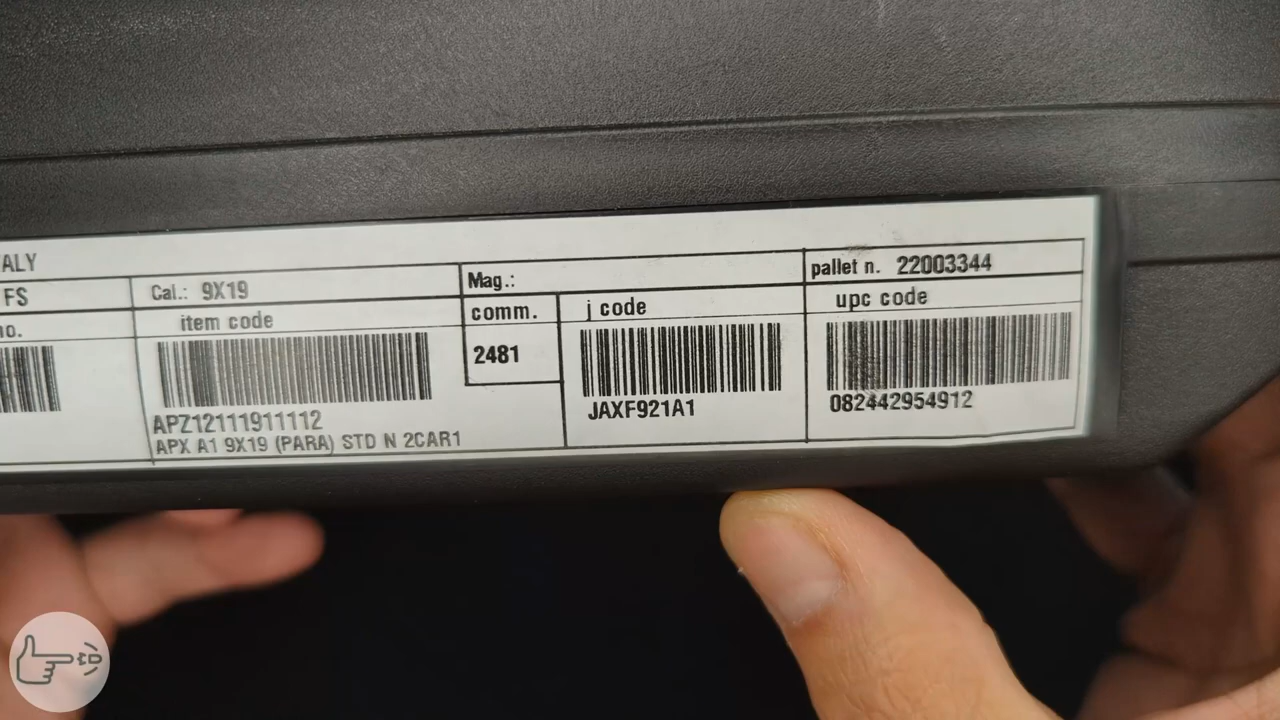 ALY
FS
Cal.: 9X19
Mag.:
pallet n. 22003344
no.
item code
comm.
j code
upc code
2481
APZ12111911112
JAXF921A1
082442954912
APX A1 9X19 (PARA) STD N 2CAR1